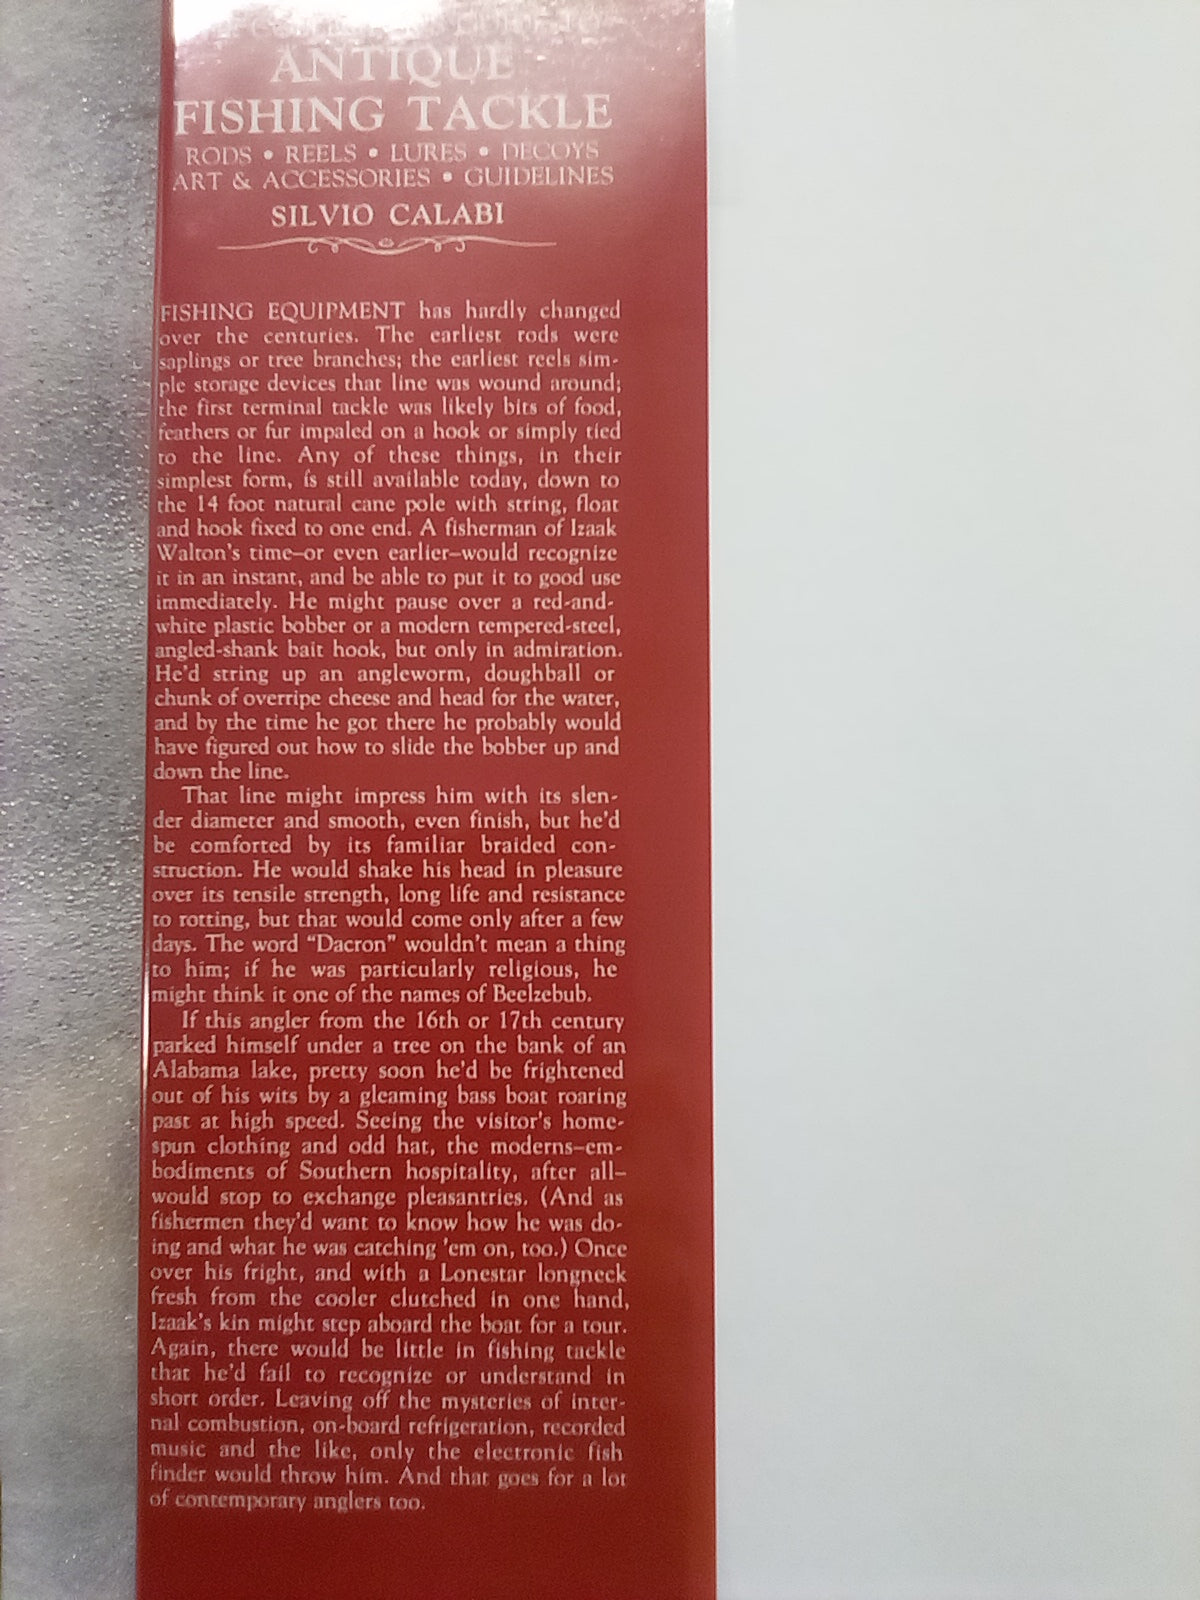 ANTIQUE
FISHING TACKLE
RODS • REELS • LURES • DECOYS
ART & ACCESSORIES • GUIDELINES
SILVIO CALABI
FISHING EQUIPMENT has hardly changed
over the centuries. The earliest rods were
saplings or tree branches; the earliest reels sim-
ple storage devices that line was wound around;
the first terminal tackle was likely bits of food,
feathers or fur impaled on a hook or simply tied
to the line. Any of these things, in their
simplest form, is still available today, down to
the 14 foot natural cane pole with string, float
and hook fixed to one end. A fisherman of Izaak
Walton's time—or even earlier—would recognize
it in an instant, and be able to put it to good use
immediately. He might pause over a red-and-
white plastic bobber or a modern tempered-steel,
angled-shank bait hook, but only in admiration.
He'd string up an angleworm, doughball or
chunk of overripe cheese and head for the water,
and by the time he got there he probably would
have figured out how to slide the bobber up and
down the line.
That line might impress him with its slen-
der diameter and smooth, even finish, but he'd
be comforted by its familiar braided con-
struction. He would shake his head in pleasure
over its tensile strength, long life and resistance
to rotting, but that would come only after a few
days. The word “Dacron” wouldn't mean a thing
to him; if he was particularly religious, he
might think it one of the names of Beelzebub.
If this angler from the 16th or 17th century
parked himself under a tree on the bank of an
Alabama lake, pretty soon he'd be frightened
out of his wits by a gleaming bass boat roaring
past at high speed. Seeing the visitor's home-
spun clothing and odd hat, the moderns—em-
bodiments of Southern hospitality, after all—
would stop to exchange pleasantries. (And as
fishermen they'd want to know how he was do-
ing and what he was catching 'em on, too.) Once
over his fright, and with a Lonestar longneck
fresh from the cooler clutched in one hand,
Izaak's kin might step aboard the boat for a tour.
Again, there would be little in fishing tackle
that he'd fail to recognize or understand in
short order. Leaving off the mysteries of inter-
nal combustion, on-board refrigeration, recorded
music and the like, only the electronic fish
finder would throw him. And that goes for a lot
of contemporary anglers too.